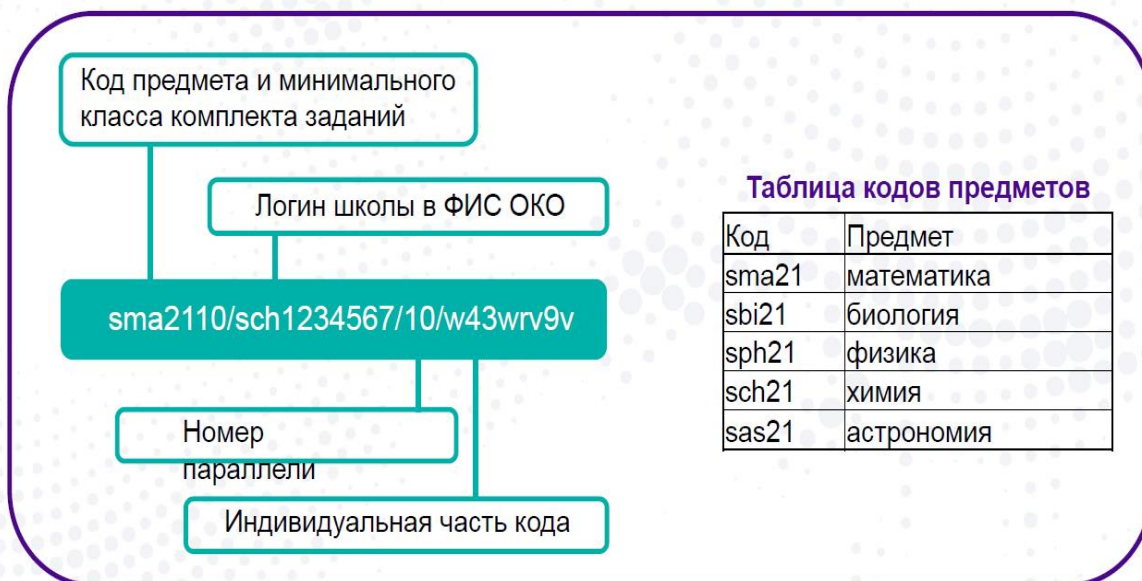 Код предмета и минимального
класса комплекта заданий
Логин школы в ФИС ОКО
sma2110/sch1234567/10/w43wrv9v
Номер
параллели
Индивидуальная часть кода
Таблица кодов предметов
Код Предмет
sma21 математика
sbi21 биология
sph21 физика
sch21 химия
sas21 астрономия